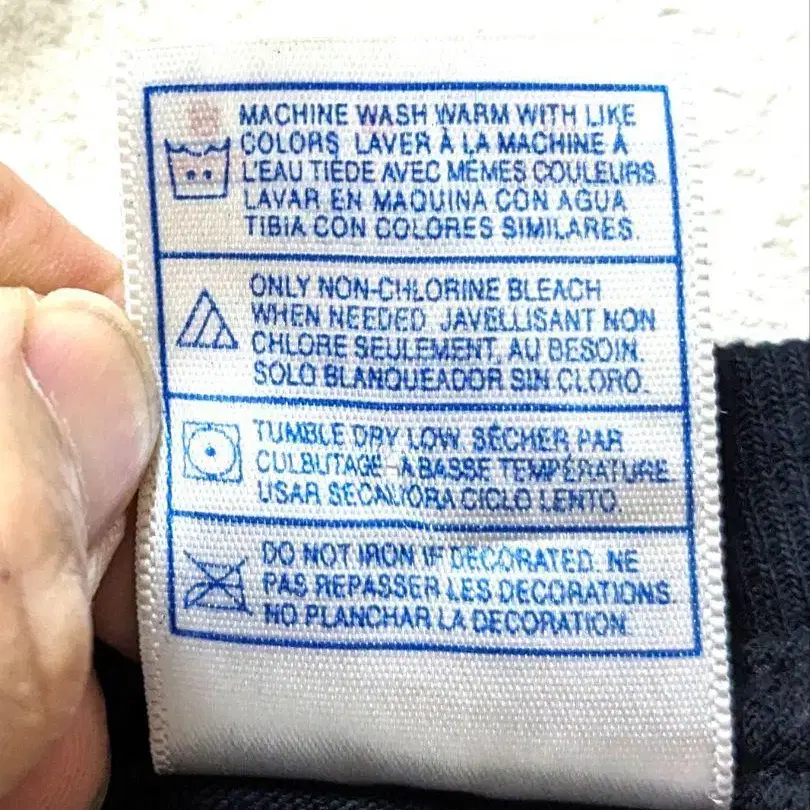 MACHINE WASH WARM WITH LIKE
COLORS. LAVER À LA MACHINE À
L'EAU TIÈDE AVEC MÊMES COULEURS.
LAVAR EN MAQUINA CON AGUA
TIBIA CON COLORES SIMILARES.
ONLY NON-CHLORINE BLEACH
WHEN NEEDED. JAVELLISANT NON
CHLORE SEULEMENT, AU BESOIN.
SOLO BLANQUEADOR SIN CLORO.
TUMBLE DRY LOW. SÉCHER PAR
CULBUTAGE À BASSE TEMPÉRATURE.
USAR SECADORA CICLO LENTO.
DO NOT IRON IF DECORATED. NE
PAS REPASSER LES DECORATIONS.
NO PLANCHAR LA DECORATION.